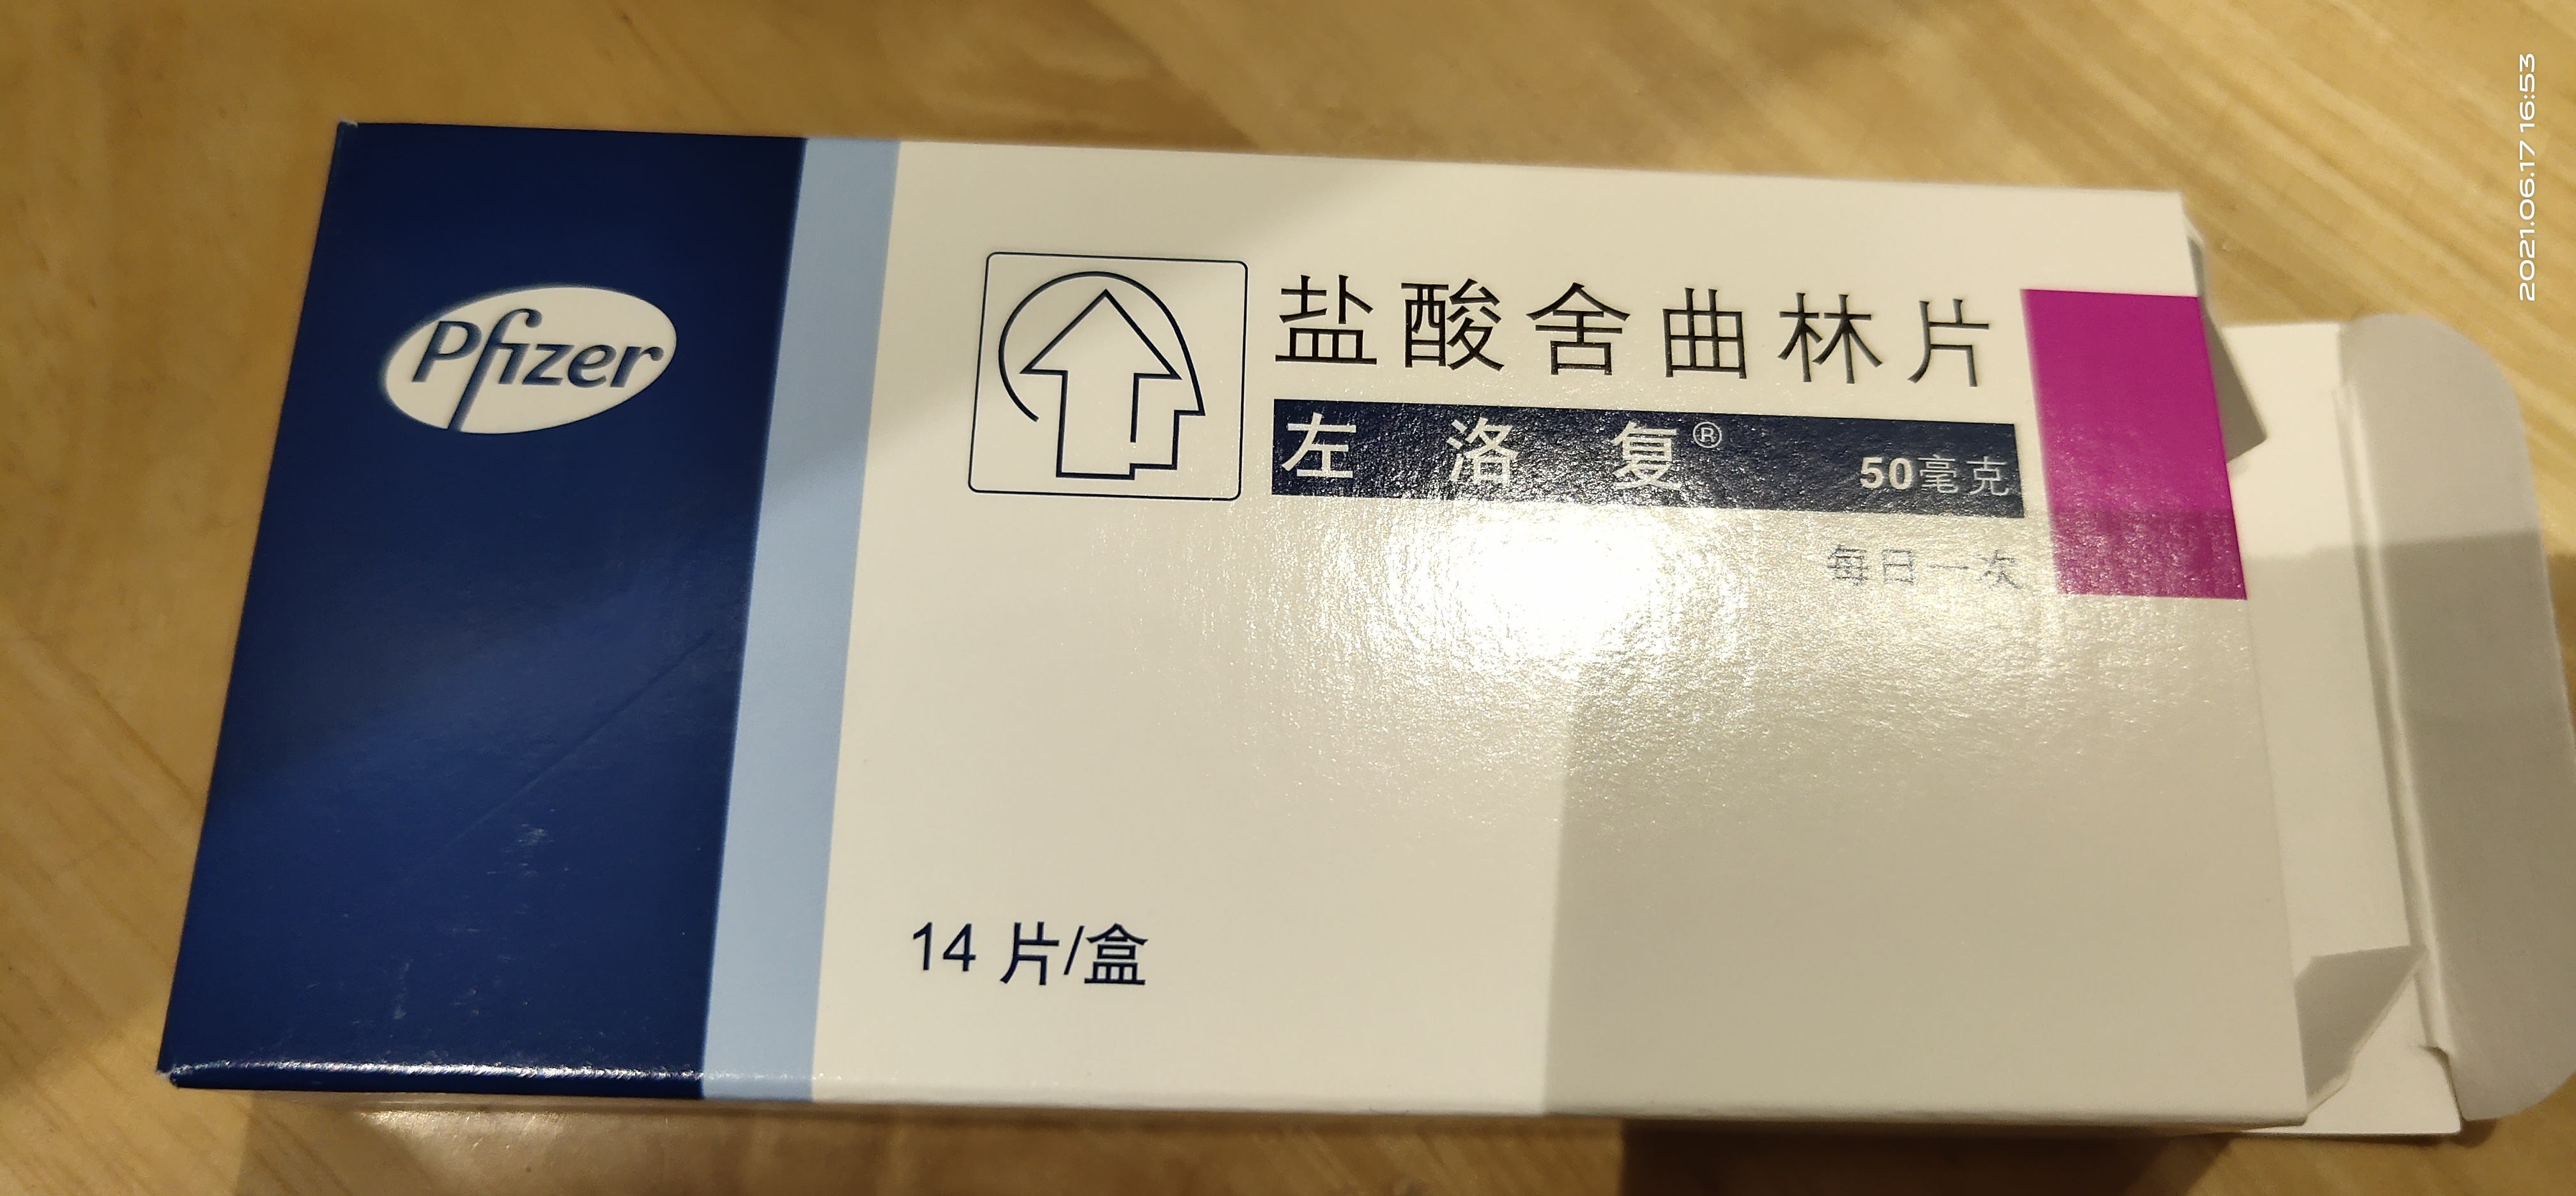 Pfizer
盐酸舍曲林片
左洛复® 50毫克
每日一次
14 片/盒
2021.06.17 16:53